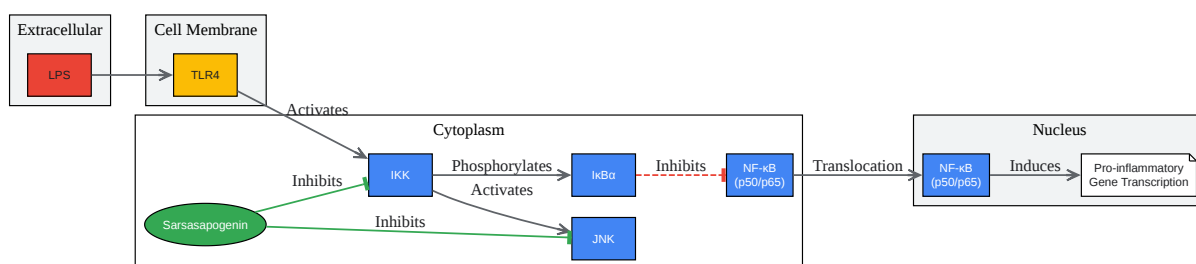 Extracellular
LPS
Cell Membrane
TLR4
Activates
Cytoplasm
IKK
Phosphorylates
IκBα
Inhibits
NF-κB
(p50/p65)
Translocation
Nucleus
NF-κB
(p50/p65)
Induces
Pro-inflammatory
Gene Transcription
Inhibits
Activates
Sarsasapogenin
Inhibits
JNK